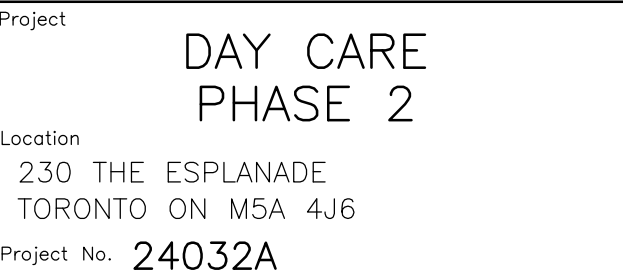 Project
DAY CARE
PHASE 2
Location
230 THE ESPLANADE
TORONTO ON M5A 4J6
Project No. 24032A